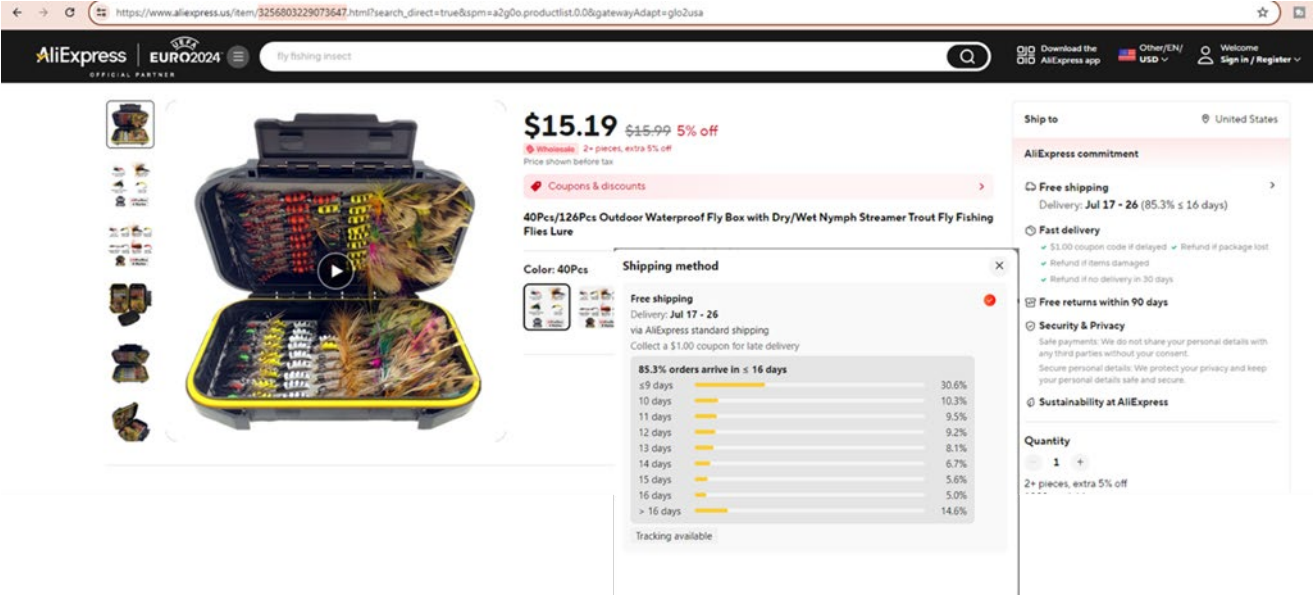 https://www.aliexpress.us/item/3256803229073647.html?search_direct=true&spm=a2g0o.productlist.0.0&gatewayAdapt=glo2usa
AliExpress
OFFICIAL PARTNER
UEFA
EURO2024
fly fishing insect
Download the
AliExpress app
Other/EN/
USD
Welcome
Sign in / Register
$15.19 $15.99 5% off
Wholesale 2+ pieces, extra 5% off
Price shown before tax
Coupons & discounts
40Pcs/126Pcs Outdoor Waterproof Fly Box with Dry/Wet Nymph Streamer Trout Fly Fishing
Flies Lure
Color: 40Pcs
Shipping method
Free shipping
Delivery: Jul 17 - 26
via AliExpress standard shipping
Collect a $1.00 coupon for late delivery
85.3% orders arrive in ≤ 16 days
≤9 days 30.6%
10 days 10.3%
11 days 9.5%
12 days 9.2%
13 days 8.1%
14 days 6.7%
15 days 5.6%
16 days 5.0%
> 16 days 14.6%
Tracking available
Ship to United States
AliExpress commitment
Free shipping
Delivery: Jul 17 - 26 (85.3% ≤ 16 days)
Fast delivery
$1.00 coupon code if delayed Refund if package lost
Refund if items damaged
Refund if no delivery in 30 days
Free returns within 90 days
Security & Privacy
Safe payments: We do not share your personal details with
any third parties without your consent.
Secure personal details: We protect your privacy and keep
your personal details safe and secure.
Sustainability at AliExpress
Quantity
1
2+ pieces, extra 5% off